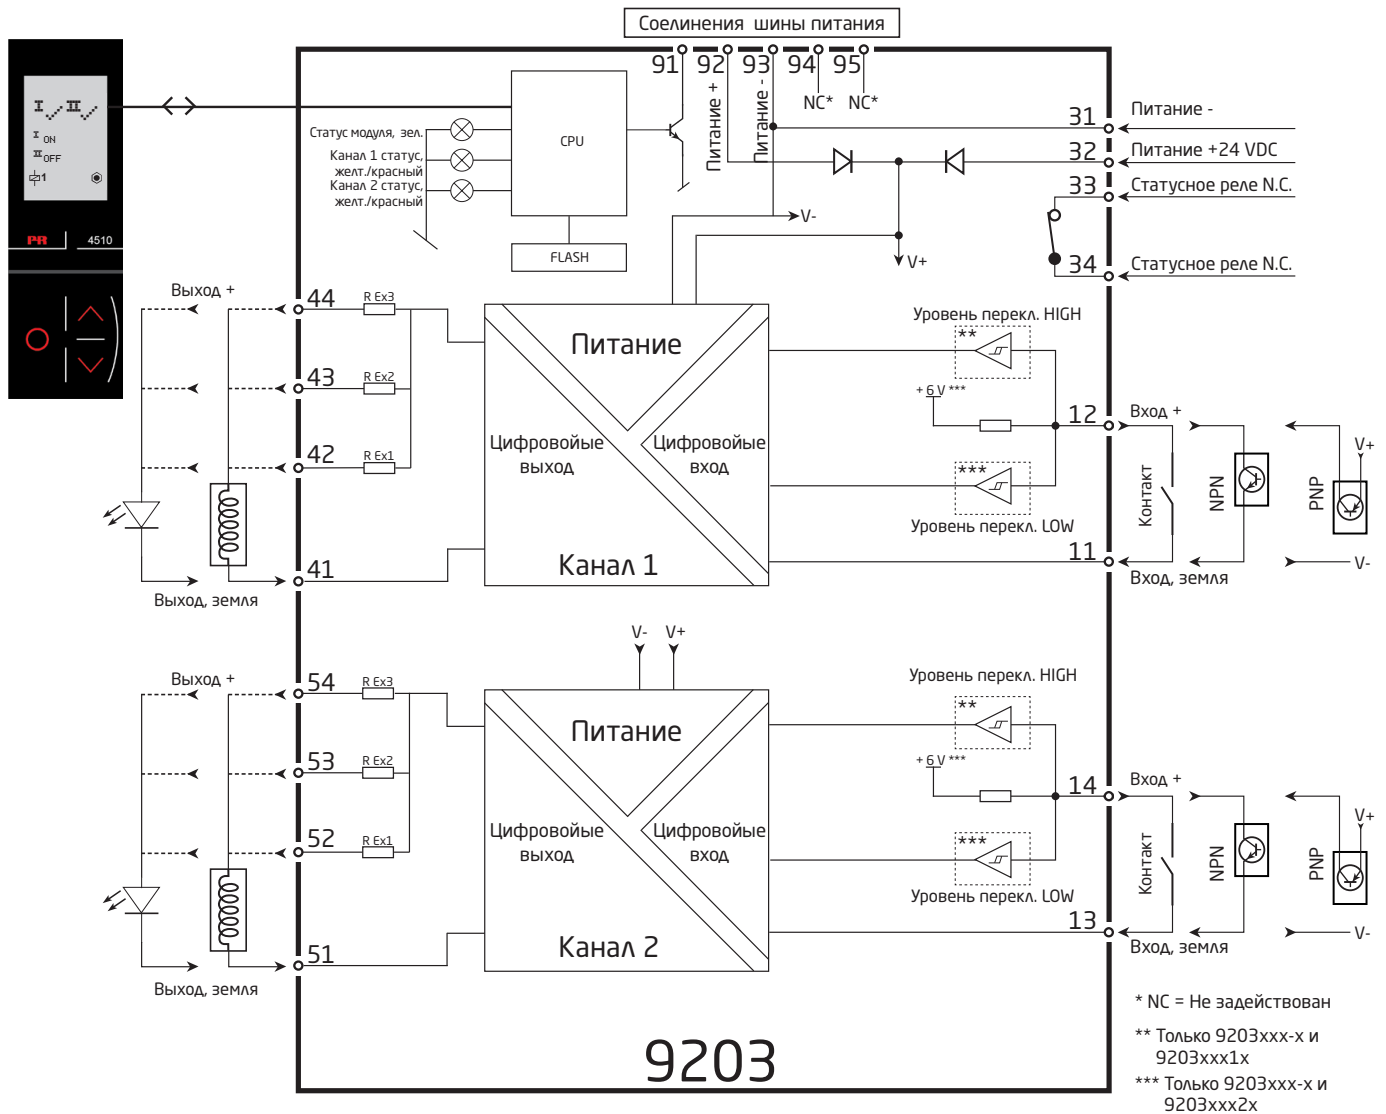 Соединения шины питания
91 92 93 94 95
Питание +
Питание -
NC* NC*
I II
I ON
II OFF
1
PR 4510
Статус модуля, зел.
Канал 1 статус,
желт./красный
Канал 2 статус,
желт./красный
CPU
FLASH
V-
V+
31 Питание -
32 Питание +24 VDC
33 Статусное реле N.C.
34 Статусное реле N.C.
Выход +
44 R Ex3
43 R Ex2
42 R Ex1
41
Выход, земля
Питание
Цифровойые
выход
Цифровойые
вход
Канал 1
Уровень перекл. HIGH
**
+ 6 V ***
***
Уровень перекл. LOW
12 Вход +
11
Вход, земля
Контакт
NPN
PNP
V+
V-
V- V+
Выход +
54 R Ex3
53 R Ex2
52 R Ex1
51
Выход, земля
Питание
Цифровойые
выход
Цифровойые
вход
Канал 2
Уровень перекл. HIGH
**
+ 6 V ***
***
Уровень перекл. LOW
14 Вход +
13
Вход, земля
Контакт
NPN
PNP
V+
V-
9203
* NC = Не задействован
** Только 9203xxx-x и
9203xxx1x
*** Только 9203xxx-x и
9203xxx2x